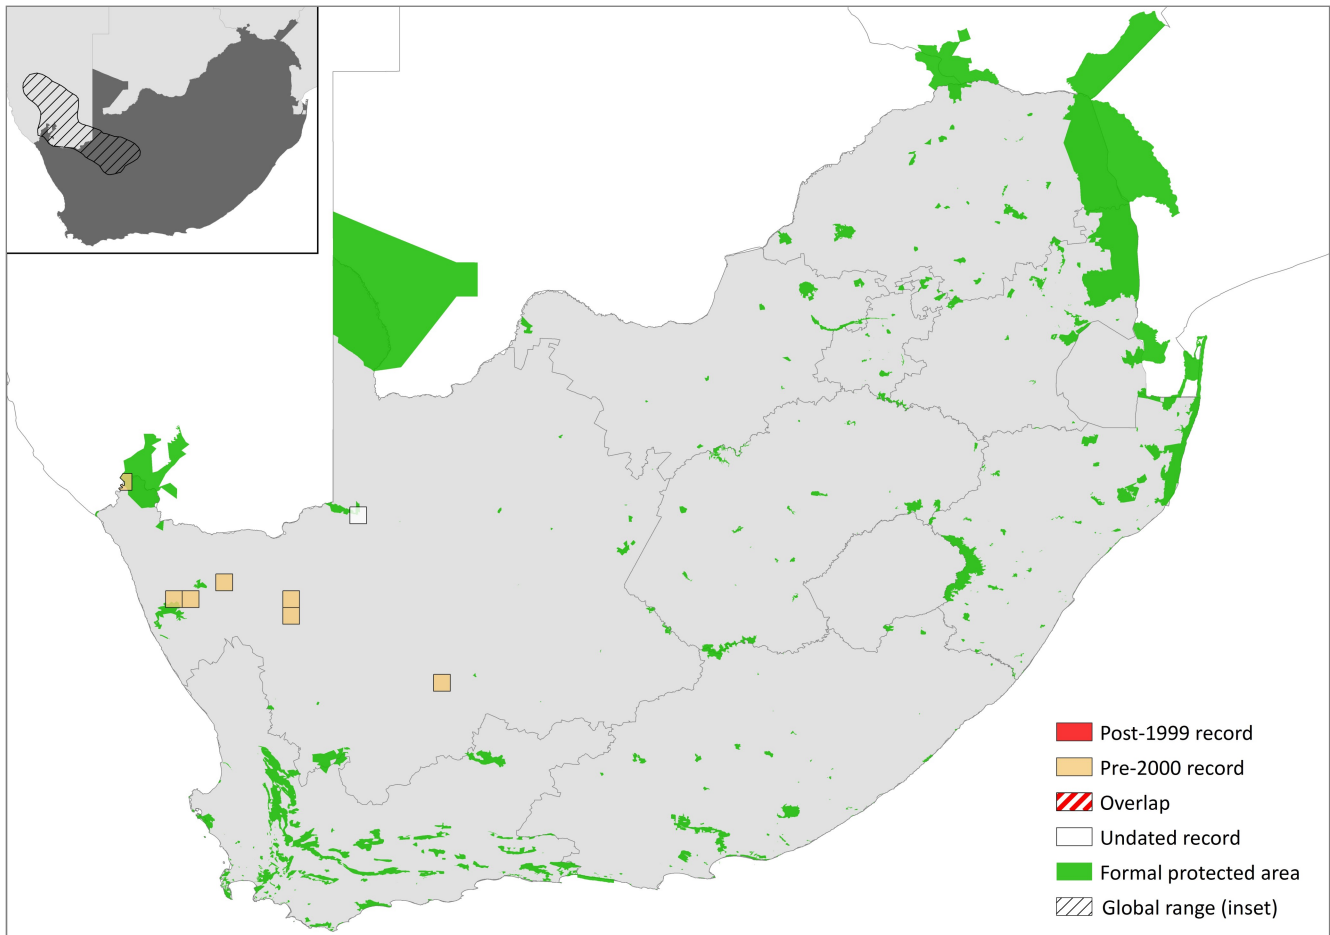 Post-1999 record
Pre-2000 record
Overlap
Undated record
Formal protected area
Global range (inset)